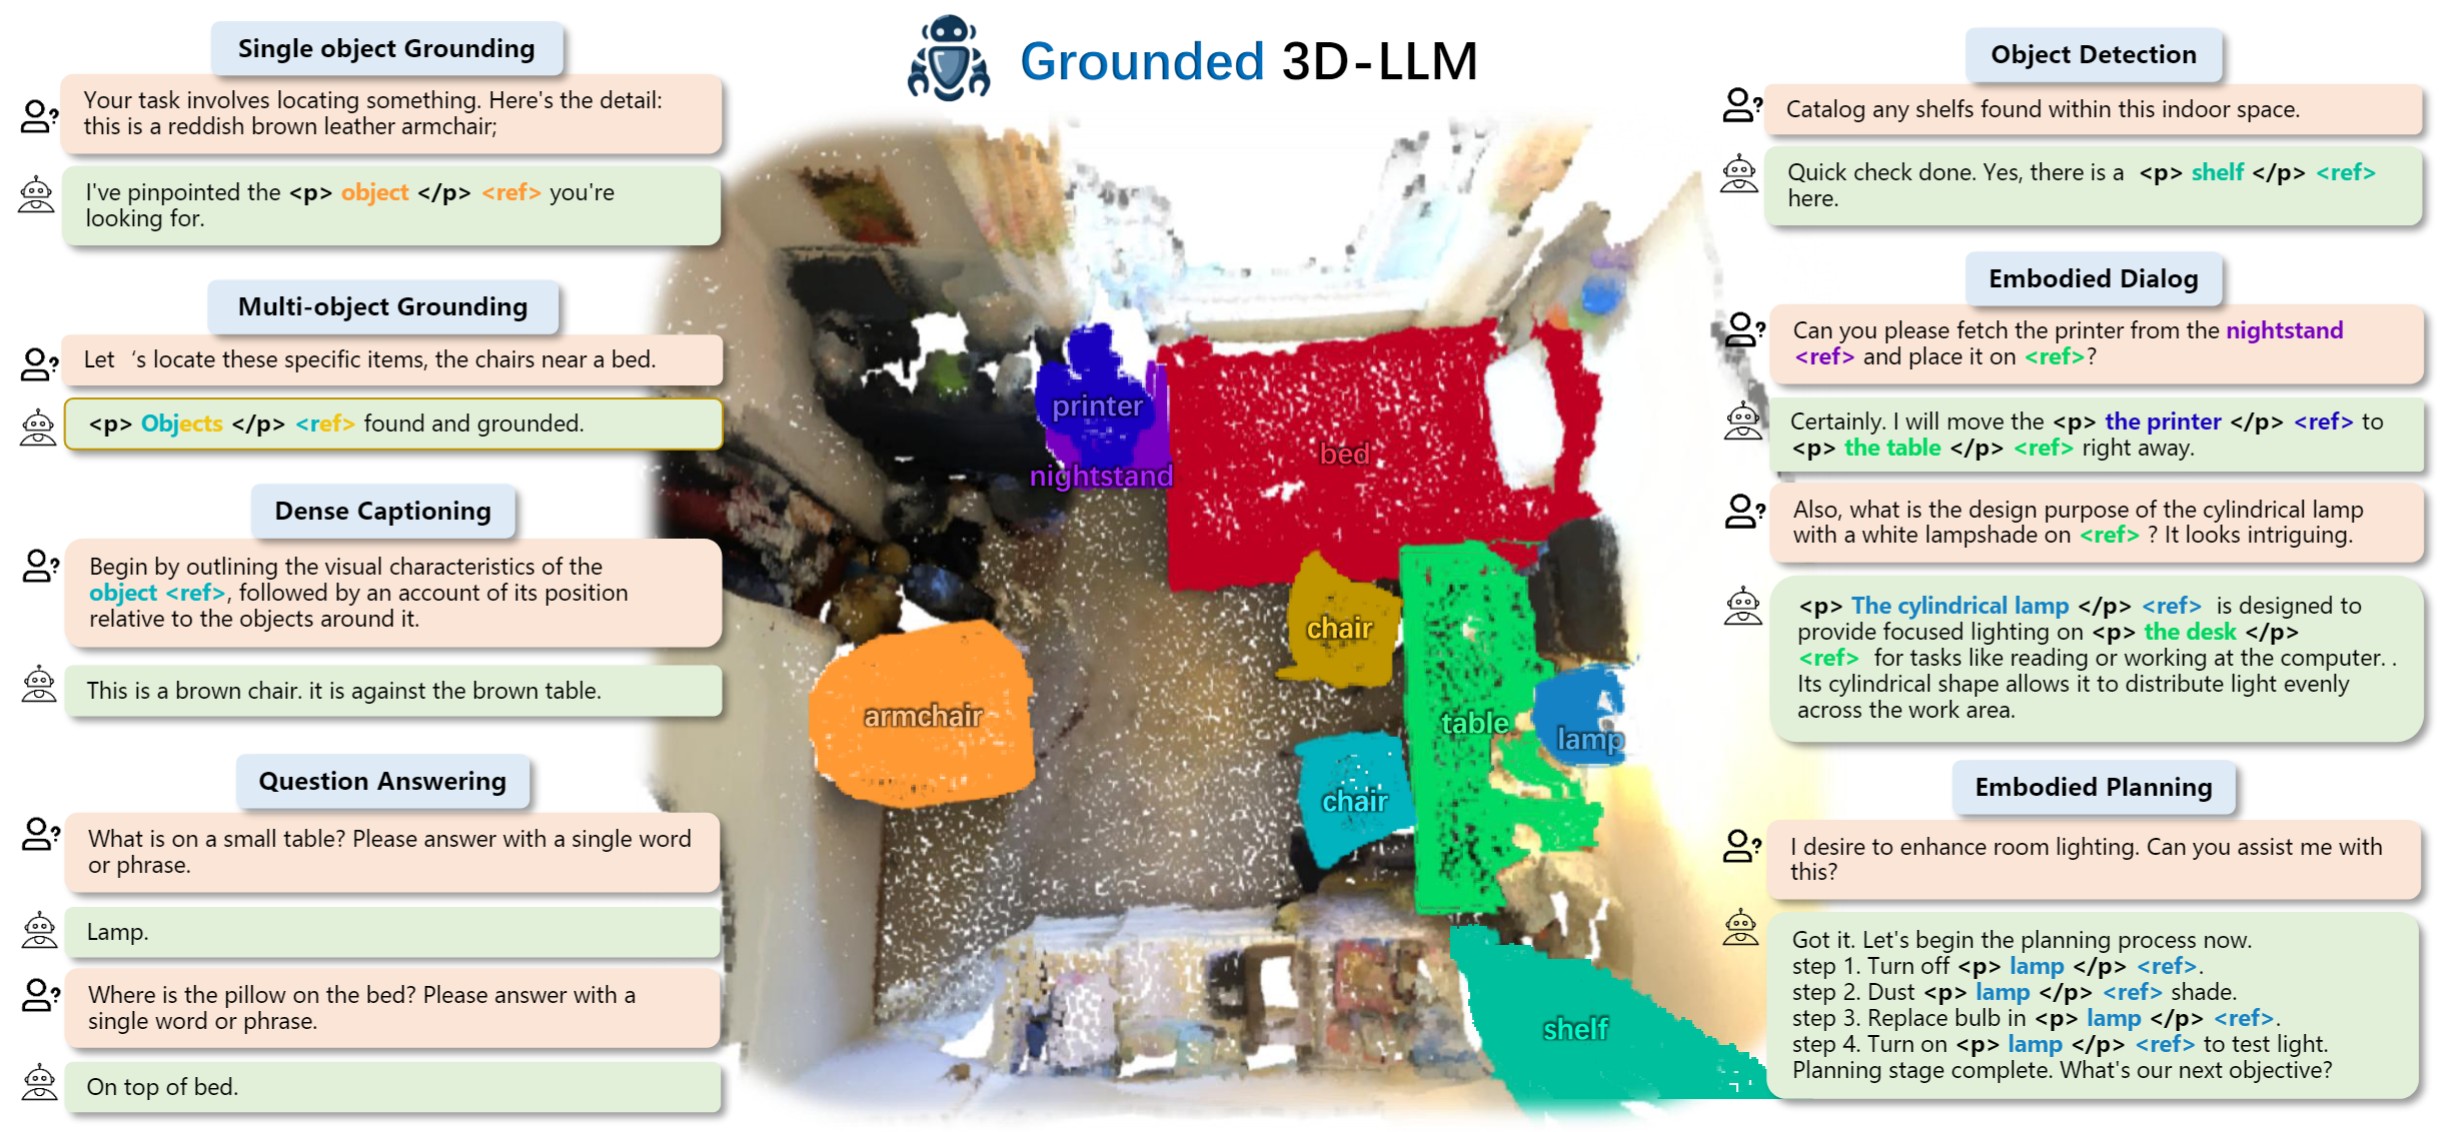 Grounded 3D-LLM
Single object Grounding
Your task involves locating something. Here's the detail:
this is a reddish brown leather armchair;
I've pinpointed the <p> object </p> <ref> you're
looking for.
Multi-object Grounding
Let ‘s locate these specific items, the chairs near a bed.
<p> Objects </p> <ref> found and grounded.
Dense Captioning
Begin by outlining the visual characteristics of the
object <ref>, followed by an account of its position
relative to the objects around it.
This is a brown chair. it is against the brown table.
Question Answering
What is on a small table? Please answer with a single word
or phrase.
Lamp.
Where is the pillow on the bed? Please answer with a
single word or phrase.
On top of bed.
printer
nightstand
bed
chair
armchair
table
lamp
chair
shelf
Object Detection
Catalog any shelfs found within this indoor space.
Quick check done. Yes, there is a <p> shelf </p> <ref>
here.
Embodied Dialog
Can you please fetch the printer from the nightstand
<ref> and place it on <ref>?
Certainly. I will move the <p> the printer </p> <ref> to
<p> the table </p> <ref> right away.
Also, what is the design purpose of the cylindrical lamp
with a white lampshade on <ref> ? It looks intriguing.
<p> The cylindrical lamp </p> <ref> is designed to
provide focused lighting on <p> the desk </p>
<ref> for tasks like reading or working at the computer. .
Its cylindrical shape allows it to distribute light evenly
across the work area.
Embodied Planning
I desire to enhance room lighting. Can you assist me with
this?
Got it. Let's begin the planning process now.
step 1. Turn off <p> lamp </p> <ref>.
step 2. Dust <p> lamp </p> <ref> shade.
step 3. Replace bulb in <p> lamp </p> <ref>.
step 4. Turn on <p> lamp </p> <ref> to test light.
Planning stage complete. What's our next objective?